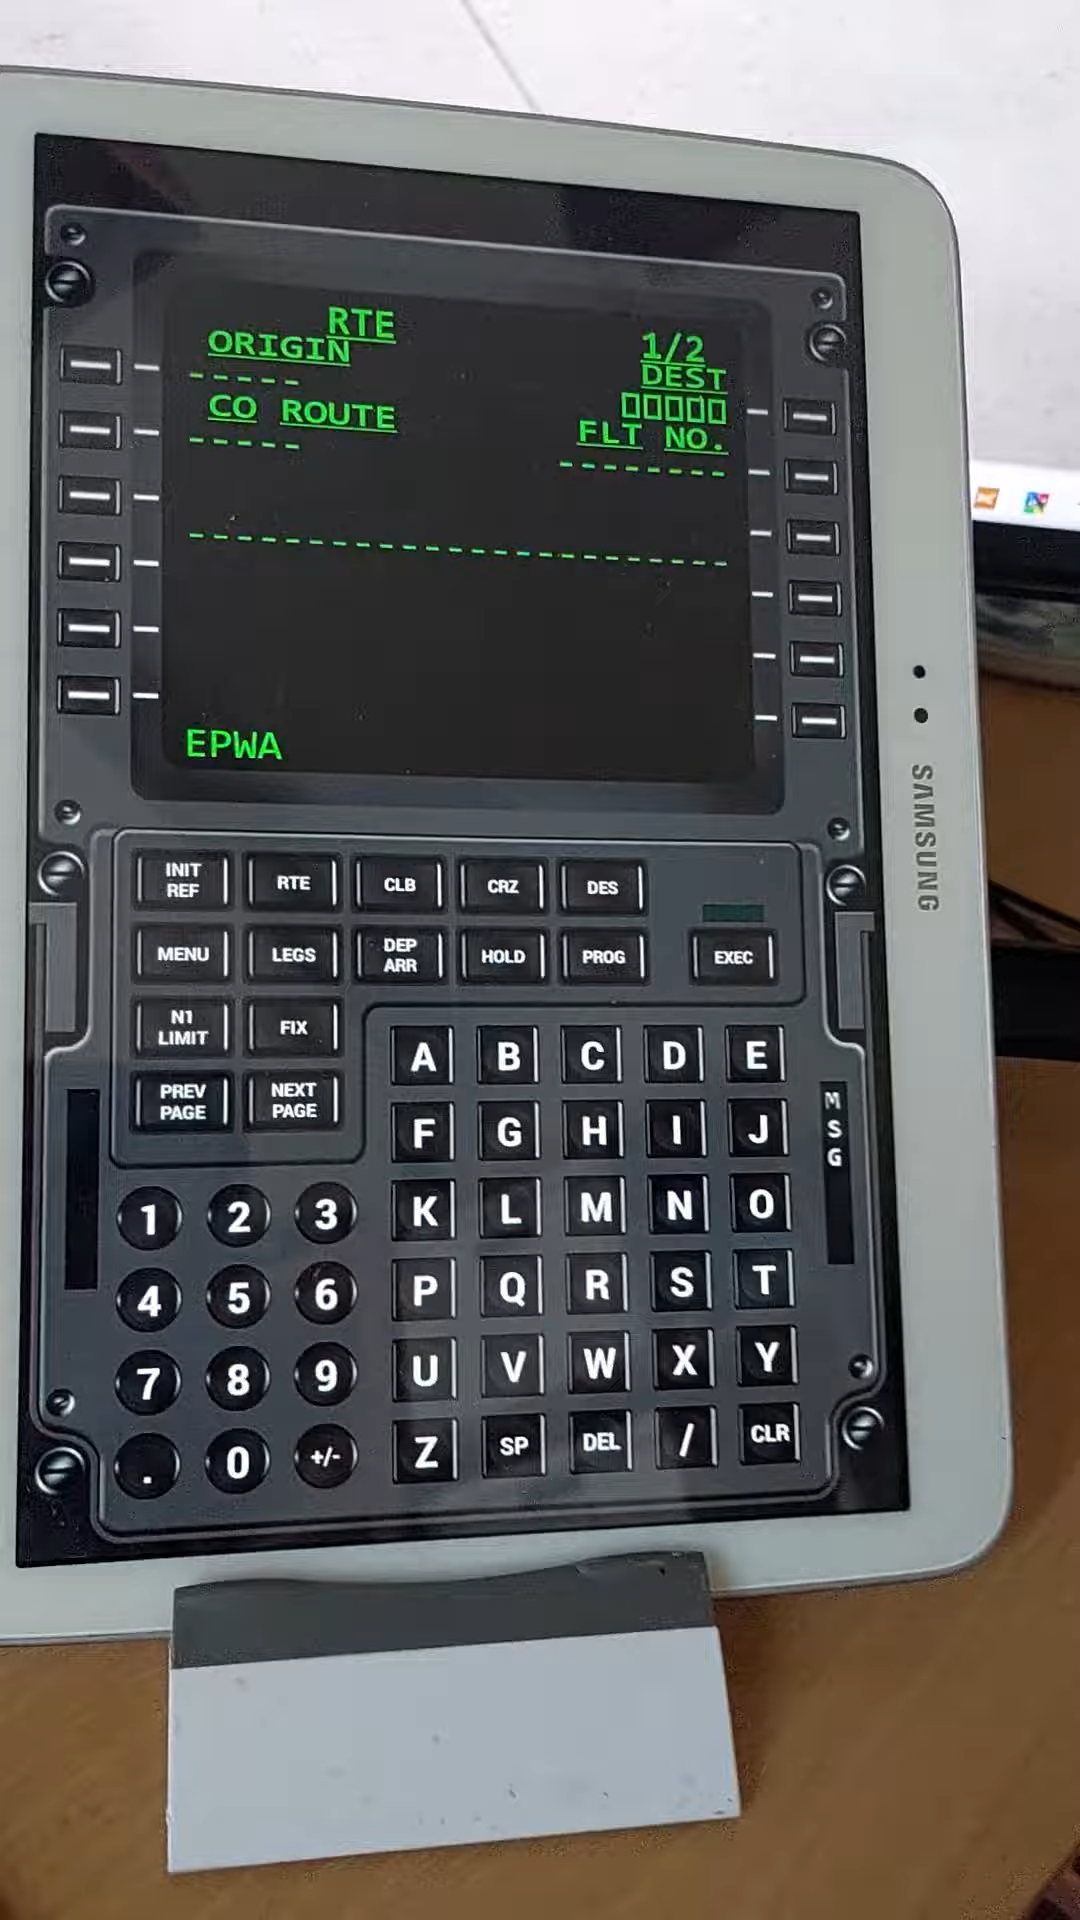 RTE 1/2
ORIGIN DEST
-----
CO ROUTE FLT NO.
----- --------
---------------------------
EPWA
INIT REF RTE CLB CRZ DES
MENU LEGS DEP ARR HOLD PROG EXEC
N1 LIMIT FIX
PREV PAGE NEXT PAGE
A B C D E
F G H I J
K L M N O
P Q R S T
U V W X Y
Z SP DEL / CLR
1 2 3
4 5 6
7 8 9
. 0 +/-
MSG
SAMSUNG